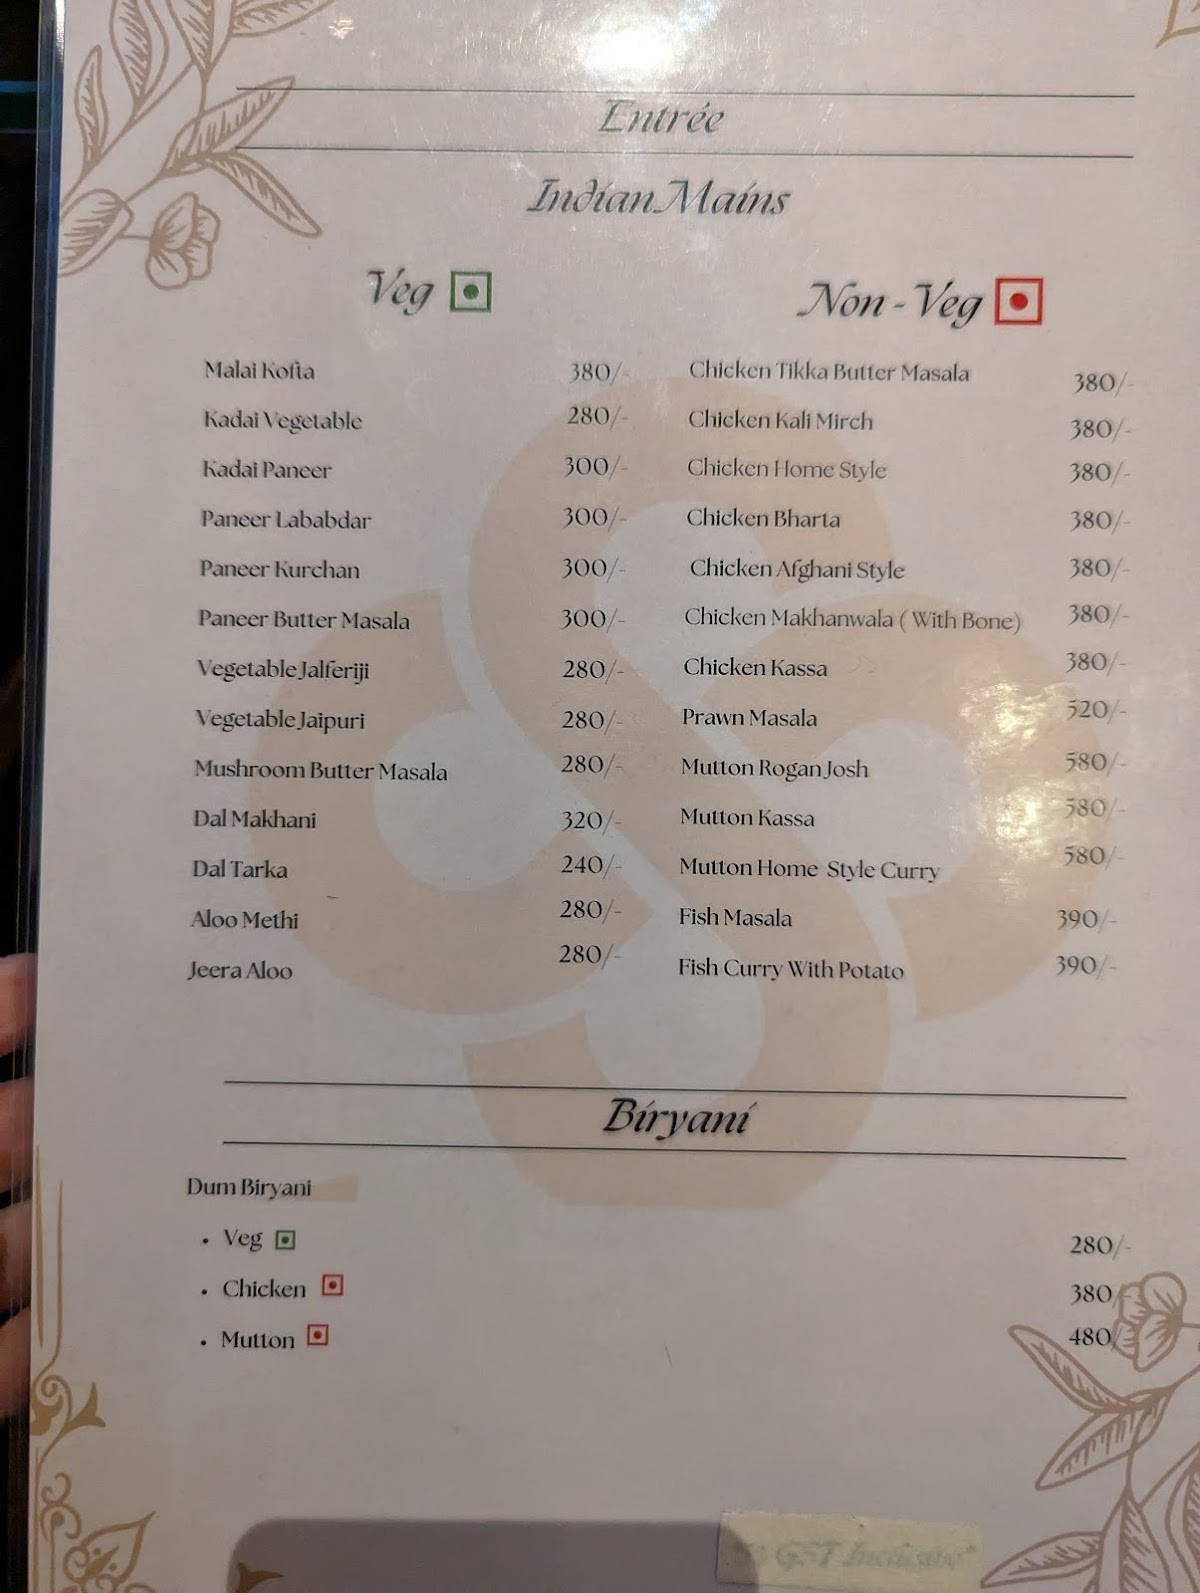 Entrée
Indian Mains
Veg
Malai Kofta 380/-
Kadai Vegetable 280/-
Kadai Paneer 300/-
Paneer Lababdar 300/-
Paneer Kurchan 300/-
Paneer Butter Masala 300/-
Vegetable Jalferiji 280/-
Vegetable Jaipuri 280/-
Mushroom Butter Masala 280/-
Dal Makhani 320/-
Dal Tarka 240/-
Aloo Methi 280/-
Jeera Aloo 280/-
Non-Veg
Chicken Tikka Butter Masala 380/-
Chicken Kali Mirch 380/-
Chicken Home Style 380/-
Chicken Bharta 380/-
Chicken Afghani Style 380/-
Chicken Makhanwala ( With Bone) 380/-
Chicken Kassa 380/-
Prawn Masala 520/-
Mutton Rogan Josh 580/-
Mutton Kassa 580/-
Mutton Home Style Curry 580/-
Fish Masala 390/-
Fish Curry With Potato 390/-
Biryani
Dum Biryani
• Veg 280/-
• Chicken 380/-
• Mutton 480/
GST Inclusive*